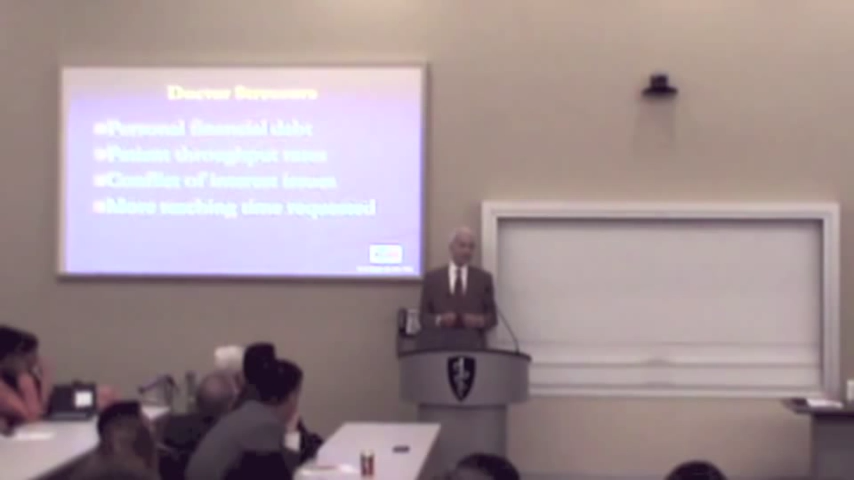 Doctor Stressors
Personal financial debt
Patient throughput rates
Conflict of interest issues
More teaching time requested